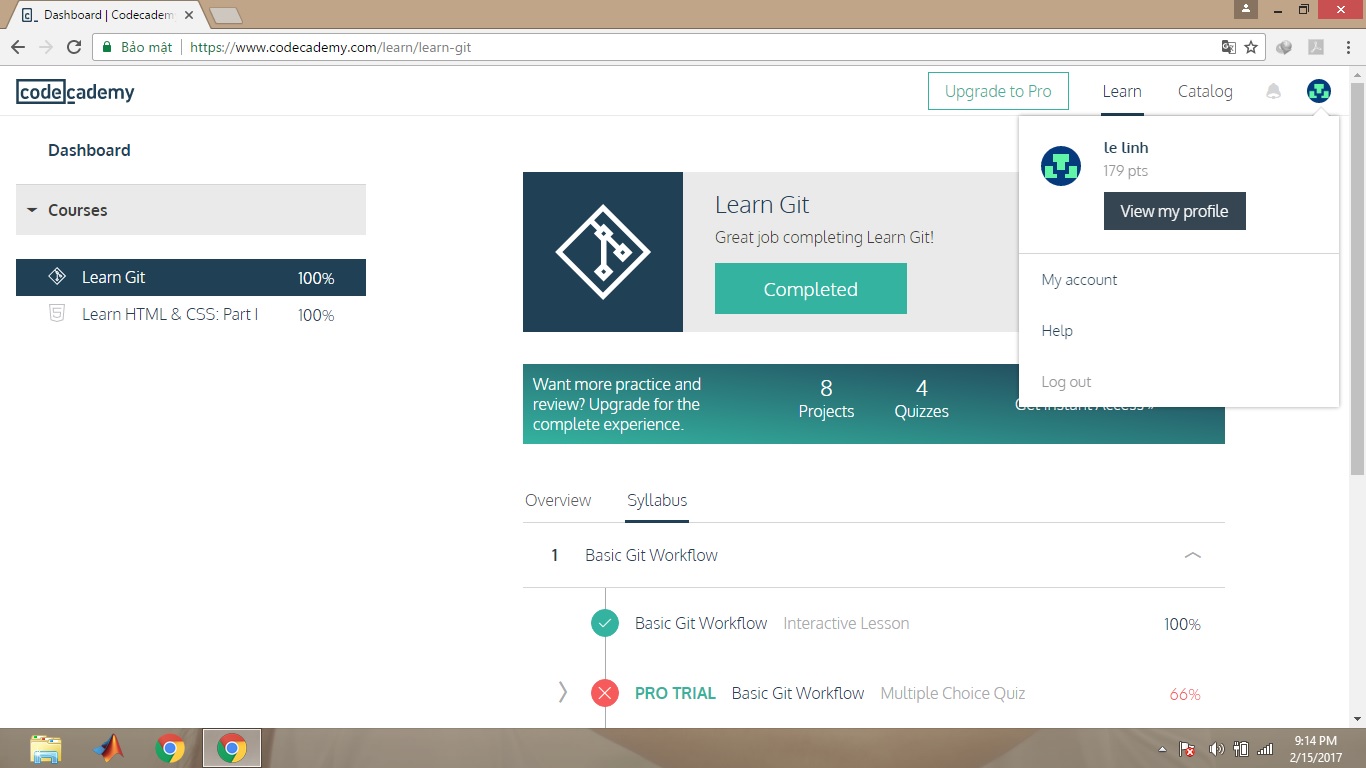 Dashboard | Codecadem
Bảo mật
https://www.codecademy.com/learn/learn-git
codecademy
Upgrade to Pro
Learn
Catalog
le linh
179 pts
View my profile
My account
Help
Log out
Dashboard
Courses
Learn Git 100%
Learn HTML & CSS: Part I 100%
Learn Git
Great job completing Learn Git!
Completed
Want more practice and
review? Upgrade for the
complete experience.
8
Projects
4
Quizzes
Get Instant Access »
Overview
Syllabus
1 Basic Git Workflow
Basic Git Workflow Interactive Lesson 100%
PRO TRIAL Basic Git Workflow Multiple Choice Quiz 66%
9:14 PM
2/15/2017